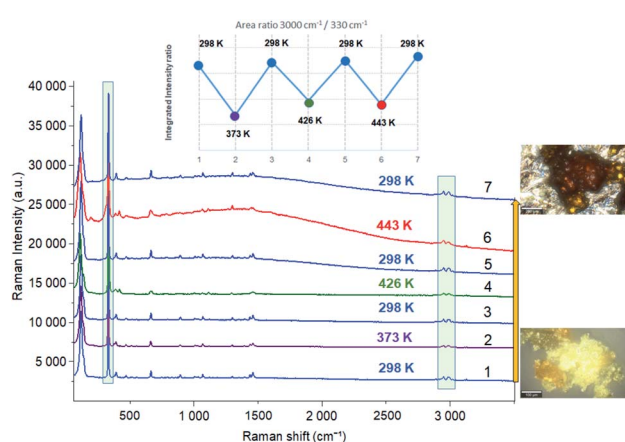 Area ratio 3000 cm⁻¹ / 330 cm⁻¹
298 K 298 K 298 K 298 K
373 K 426 K 443 K
Integrated Intensity ratio
1 2 3 4 5 6 7
40 000
35 000
30 000
25 000
20 000
15 000
10 000
5 000
Raman Intensity (a.u.)
298 K 7
443 K 6
298 K 5
426 K 4
298 K 3
373 K 2
298 K 1
500 1 000 1 500 2 000 2 500 3 000
Raman shift (cm⁻¹)